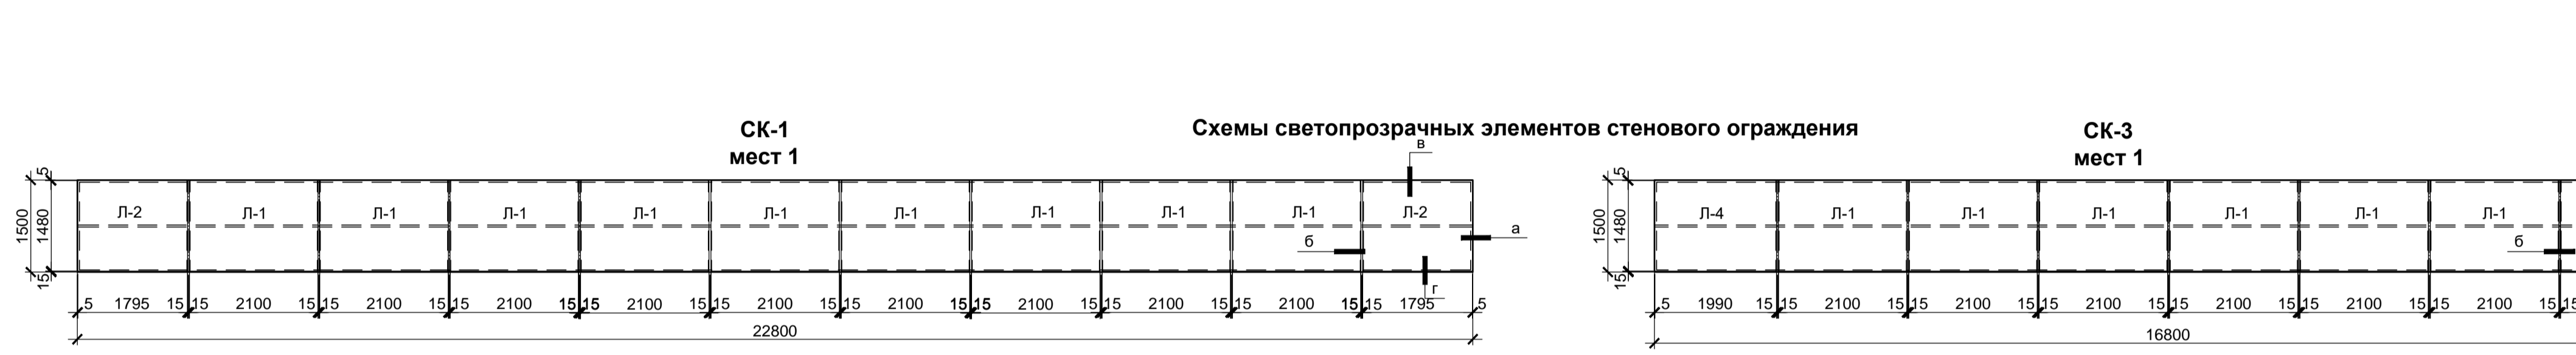 Схемы светопрозрачных элементов стенового ограждения
СК-1
мест 1
в
5
1500
1480
15
Л-2 Л-1 Л-1 Л-1 Л-1 Л-1 Л-1 Л-1 Л-1 Л-1 Л-2
б
а
г
5 1795 15 15 2100 15 15 2100 15 15 2100 15 15 2100 15 15 2100 15 15 2100 15 15 2100 15 15 2100 15 15 2100 15 15 1795 5
22800
СК-3
мест 1
5
1500
1480
15
Л-4 Л-1 Л-1 Л-1 Л-1 Л-1 Л-1
б
5 1990 15 15 2100 15 15 2100 15 15 2100 15 15 2100 15 15 2100 15 15 2100 15 15
16800